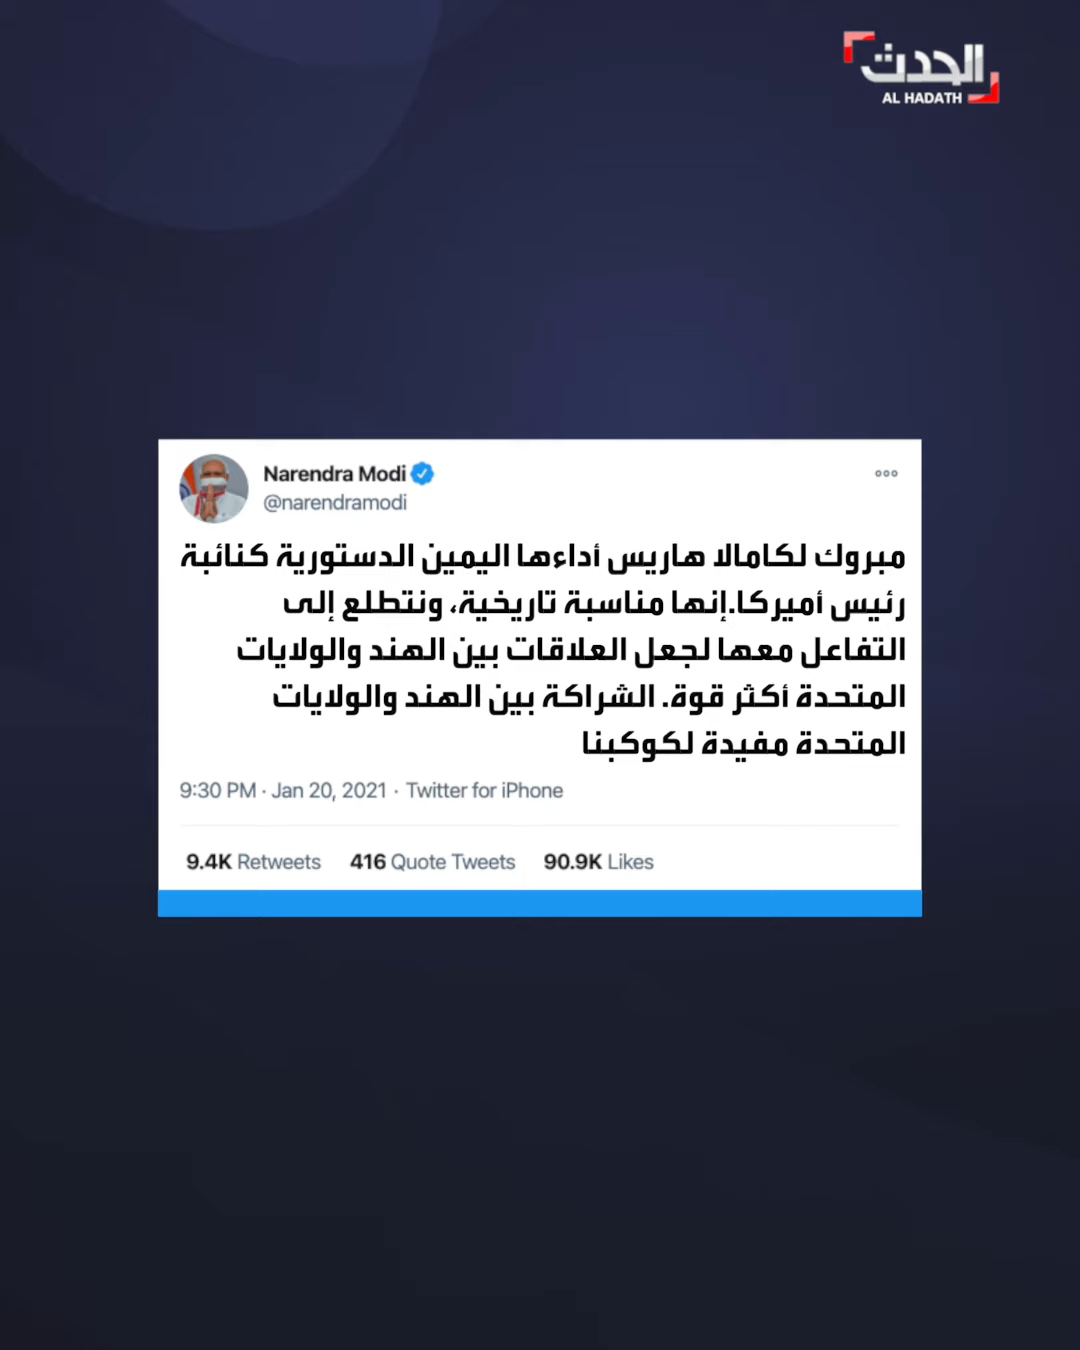 الحدث
AL HADATH
Narendra Modi
@narendramodi
مبروك لكامالا هاريس أداءها اليمين الدستورية كنائبة
رئيس أميركا.إنها مناسبة تاريخية، ونتطلع إلى
التفاعل معها لجعل العلاقات بين الهند والولايات
المتحدة أكثر قوة. الشراكة بين الهند والولايات
المتحدة مفيدة لكوكبنا
9:30 PM · Jan 20, 2021 · Twitter for iPhone
9.4K Retweets 416 Quote Tweets 90.9K Likes